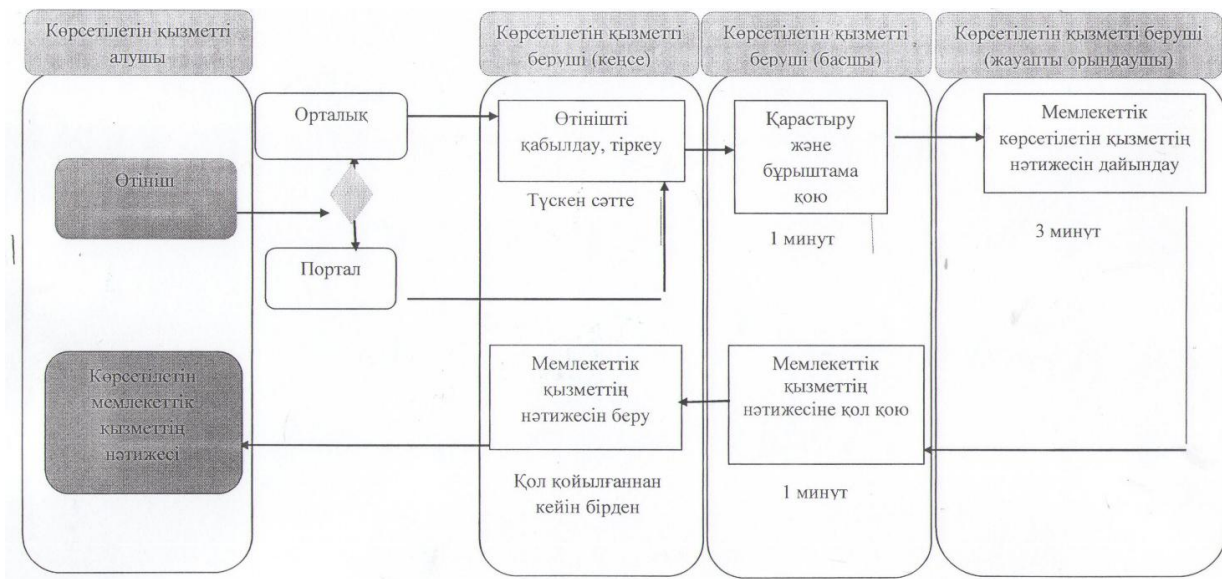 Көрсетілетін қызметті
алушы
Көрсетілетін қызметті
беруші (кеңсе)
Көрсетілетін қызметті
беруші (басшы)
Көрсетілетін қызметті беруші
(жауапты орындаушы)
Өтініш
Орталық
Портал
Өтінішті
қабылдау, тіркеу
Түскен сәтте
Қарастыру
және
бұрыштама
қою
1 минут
Мемлекеттік
көрсетілетін қызметтің
нәтижесін дайындау
3 минут
Көрсетілетін
мемлекеттік
қызметтің
нәтижесі
Мемлекеттік
қызметтің
нәтижесін беру
Қол қойылғаннан
кейін бірден
Мемлекеттік
қызметтің
нәтижесіне қол қою
1 минут